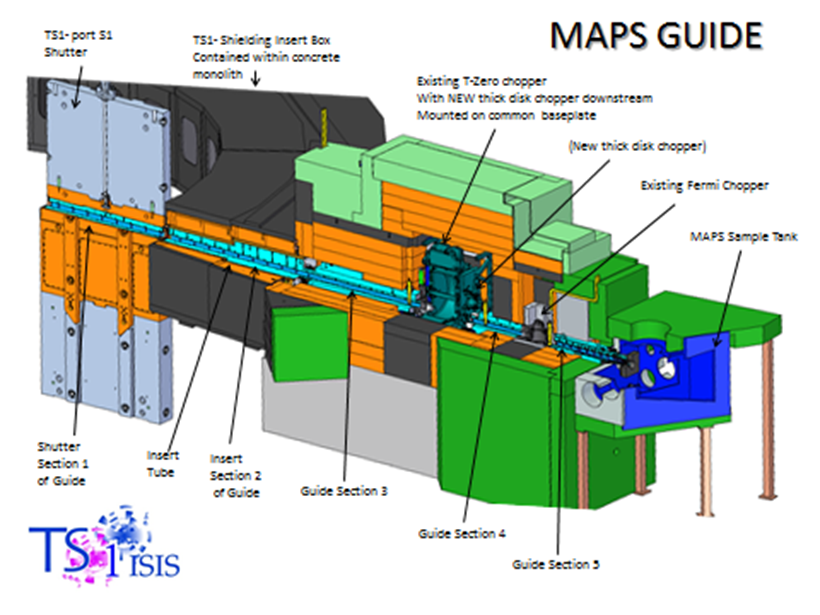 MAPS GUIDE
TS1- port S1
Shutter
TS1- Shielding Insert Box
Contained within concrete
monolith
Existing T-Zero chopper
With NEW thick disk chopper downstream
Mounted on common baseplate
(New thick disk chopper)
Existing Fermi Chopper
MAPS Sample Tank
Shutter
Section 1
of Guide
Insert
Tube
Insert
Section 2
of Guide
Guide Section 3
Guide Section 4
Guide Section 5
TS1 ISIS